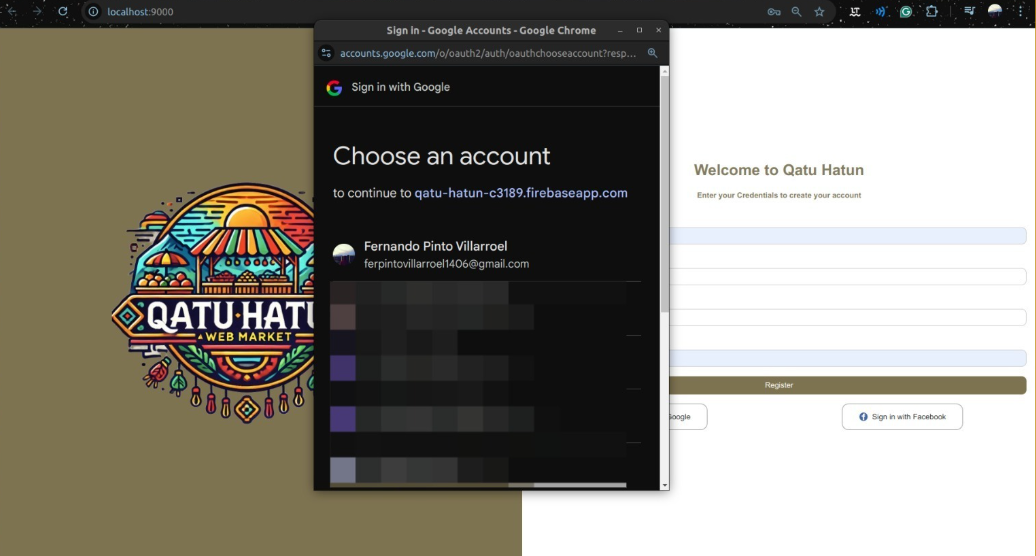 localhost:9000
Sign in - Google Accounts - Google Chrome
accounts.google.com/o/oauth2/auth/oauthchooseaccount?resp...
Sign in with Google
Choose an account
to continue to qatu-hatun-c3189.firebaseapp.com
Fernando Pinto Villarroel
ferpintovillarroel1406@gmail.com
QATU·HATU
WEB MARKET
Welcome to Qatu Hatun
Enter your Credentials to create your account
Register
Sign in with Facebook